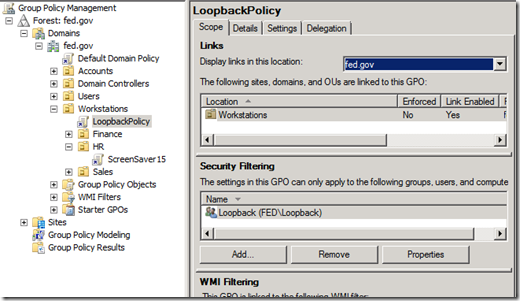 Group Policy Management
Forest: fed.gov
Domains
fed.gov
Default Domain Policy
Accounts
Domain Controllers
Users
Workstations
LoopbackPolicy
Finance
HR
ScreenSaver15
Sales
Group Policy Objects
WMI Filters
Starter GPOs
Sites
Group Policy Modeling
Group Policy Results
LoopbackPolicy
Scope Details Settings Delegation
Links
Display links in this location: fed.gov
The following sites, domains, and OUs are linked to this GPO:
Location Enforced Link Enabled
Workstations No Yes
Security Filtering
The settings in this GPO can only apply to the following groups, users, and compute
Name
Loopback (FED\Loopback)
Add... Remove Properties
WMI Filtering
This GPO is linked to the following WMI filter: